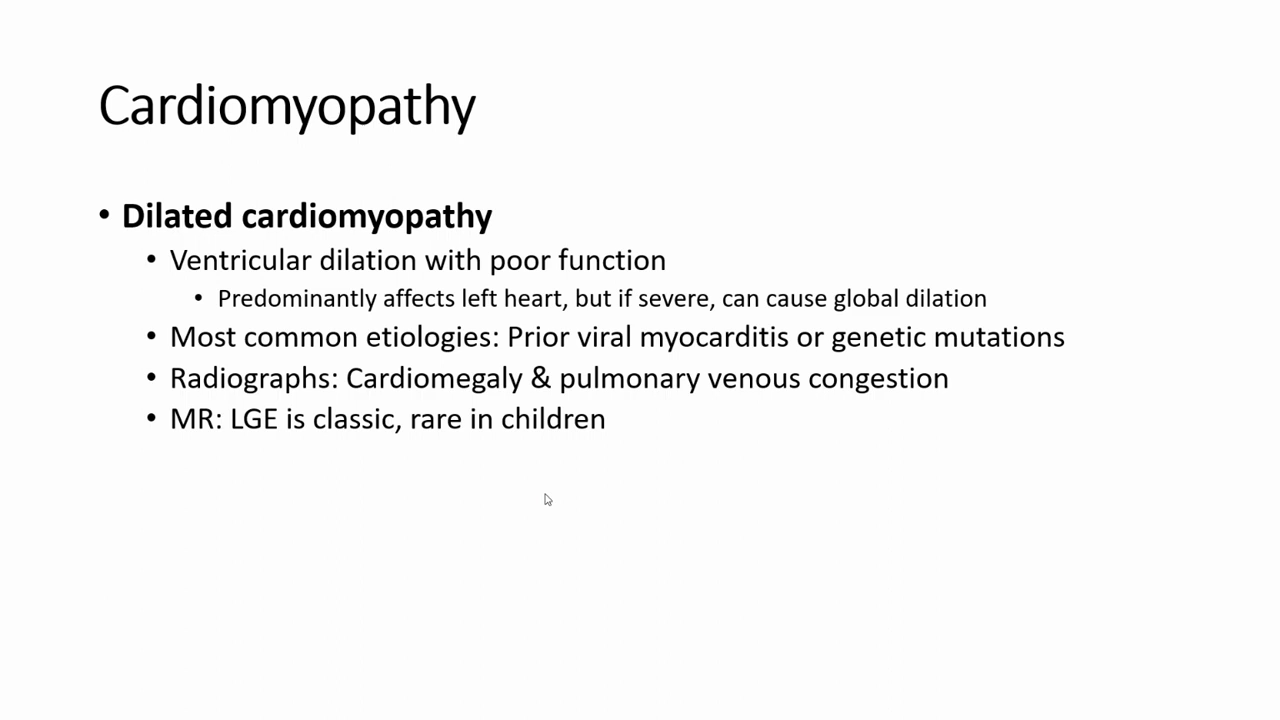 Cardiomyopathy
• Dilated cardiomyopathy
• Ventricular dilation with poor function
• Predominantly affects left heart, but if severe, can cause global dilation
• Most common etiologies: Prior viral myocarditis or genetic mutations
• Radiographs: Cardiomegaly & pulmonary venous congestion
• MR: LGE is classic, rare in children